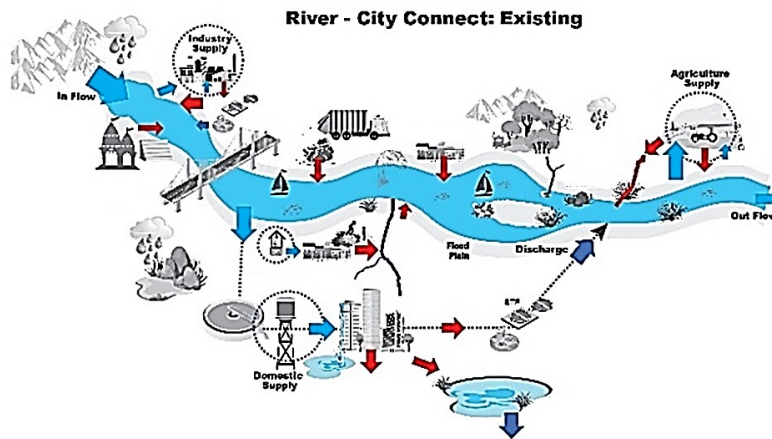 River - City Connect: Existing
Industry
Supply
In Flow
Agriculture
Supply
Out Flow
Flood
Plain
Discharge
STP
Domestic
Supply